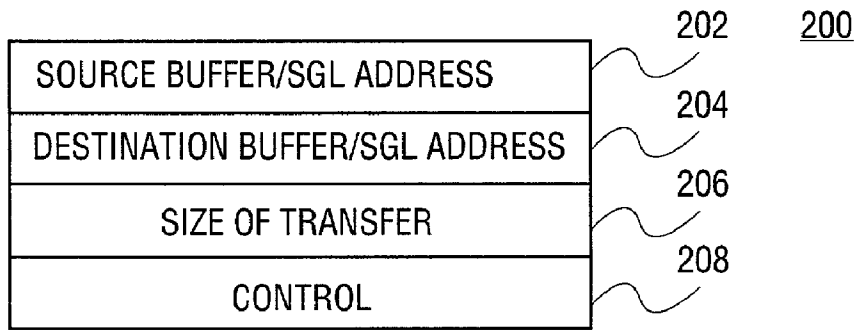 202 200
SOURCE BUFFER/SGL ADDRESS
204
DESTINATION BUFFER/SGL ADDRESS
206
SIZE OF TRANSFER
208
CONTROL